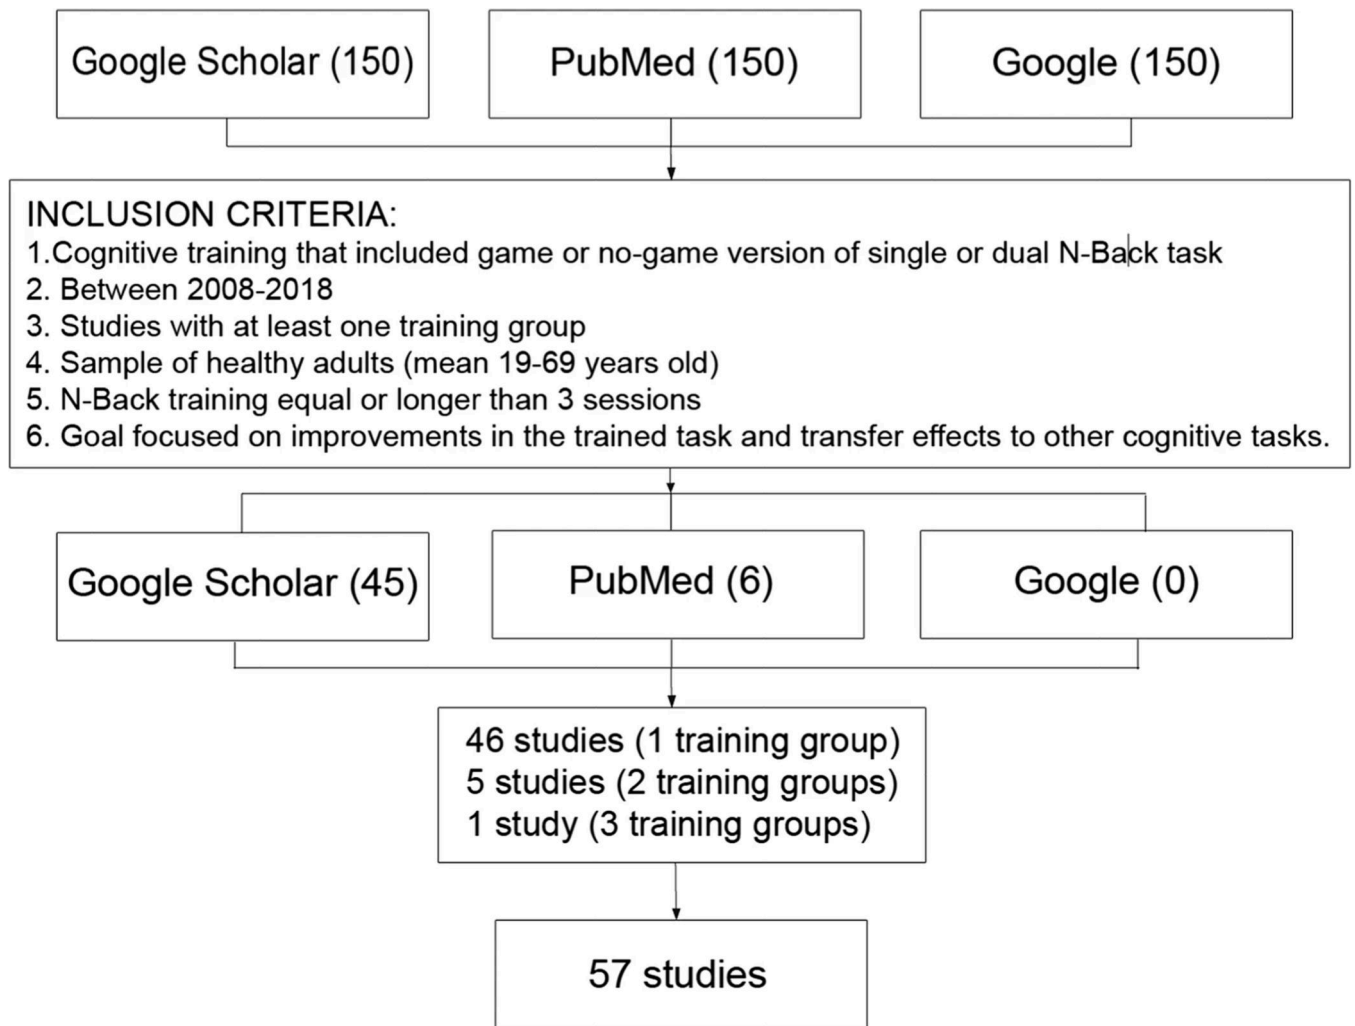 Google Scholar (150)
PubMed (150)
Google (150)
INCLUSION CRITERIA:
1.Cognitive training that included game or no-game version of single or dual N-Back task
2. Between 2008-2018
3. Studies with at least one training group
4. Sample of healthy adults (mean 19-69 years old)
5. N-Back training equal or longer than 3 sessions
6. Goal focused on improvements in the trained task and transfer effects to other cognitive tasks.
Google Scholar (45)
PubMed (6)
Google (0)
46 studies (1 training group)
5 studies (2 training groups)
1 study (3 training groups)
57 studies